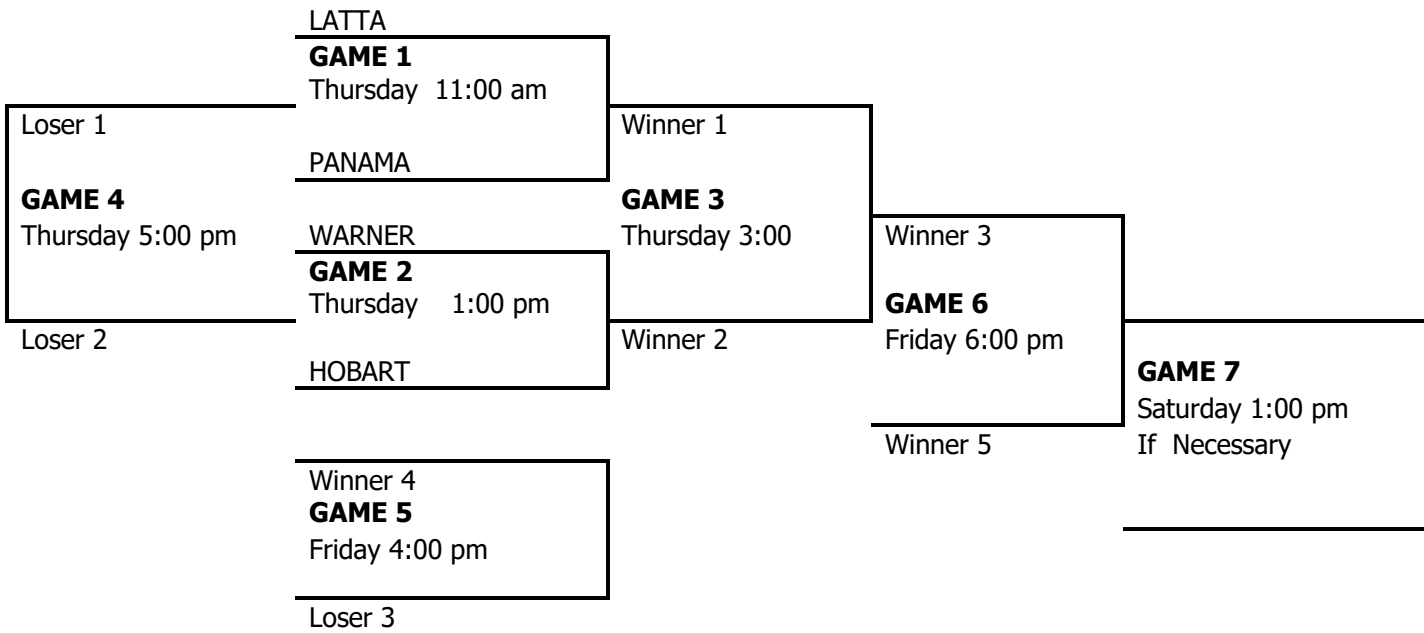 LATTA
GAME 1
Thursday 11:00 am
Loser 1
Winner 1
PANAMA
GAME 4
GAME 3
Thursday 5:00 pm
WARNER
Thursday 3:00
Winner 3
GAME 2
Thursday 1:00 pm
GAME 6
Loser 2
Winner 2
Friday 6:00 pm
HOBART
GAME 7
Saturday 1:00 pm
Winner 5
If Necessary
Winner 4
GAME 5
Friday 4:00 pm
Loser 3